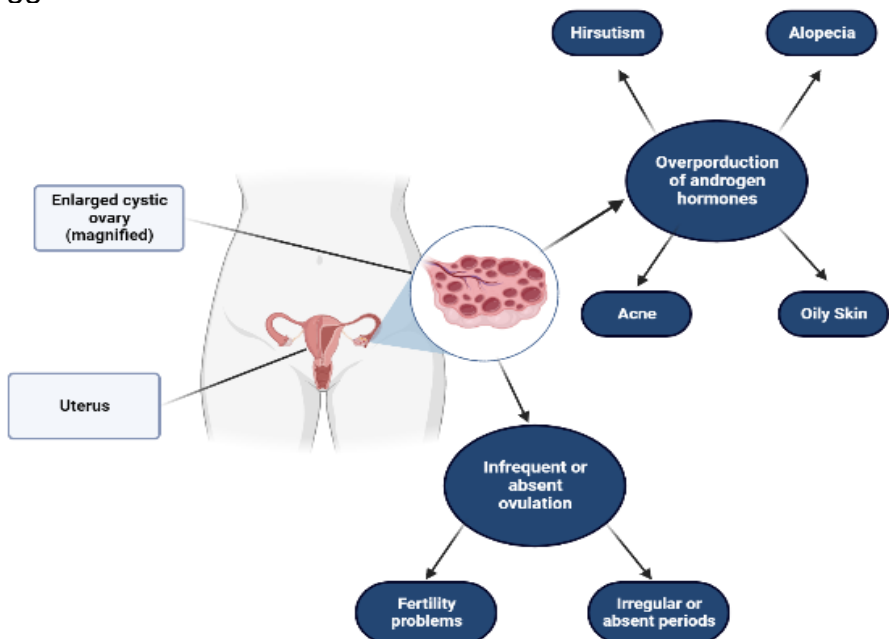 Hirsutism
Alopecia
Overporduction
of androgen
hormones
Enlarged cystic
ovary
(magnified)
Acne
Oily Skin
Uterus
Infrequent or
absent
ovulation
Fertility
problems
Irregular or
absent periods